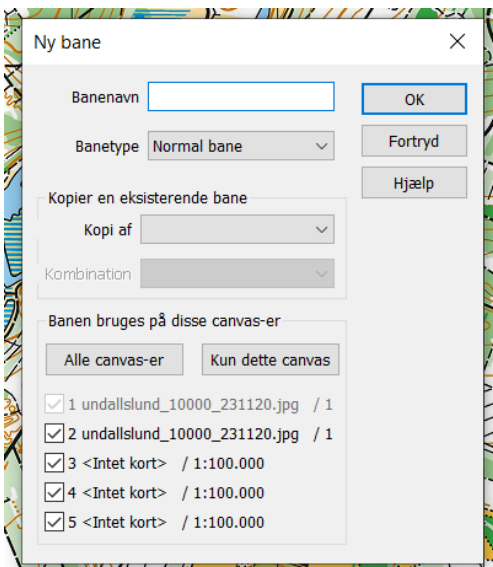 Ny bane
Banenavn
OK
Banetype Normal bane
Fortryd
Hjælp
Kopier en eksisterende bane
Kopi af
Kombination
Banen bruges på disse canvas-er
Alle canvas-er Kun dette canvas
1 undallslund_10000_231120.jpg / 1
2 undallslund_10000_231120.jpg / 1
3 <Intet kort> / 1:100.000
4 <Intet kort> / 1:100.000
5 <Intet kort> / 1:100.000